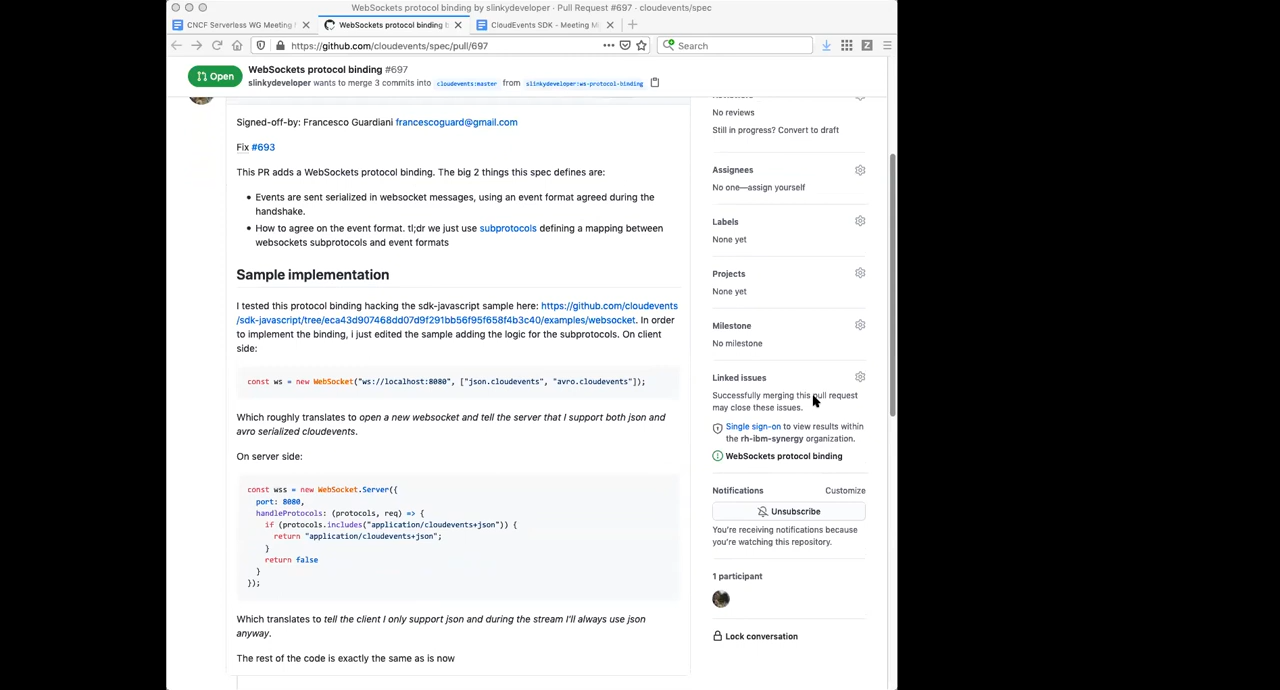 WebSockets protocol binding by slinkydeveloper · Pull Request #697 · cloudevents/spec
CNCF Serverless WG Meeting
WebSockets protocol binding b
CloudEvents SDK - Meeting M
https://github.com/cloudevents/spec/pull/697
Search
Open
WebSockets protocol binding #697
slinkydeveloper wants to merge 3 commits into cloudevents:master from slinkydeveloper:ws-protocol-binding
Signed-off-by: Francesco Guardiani francescoguard@gmail.com
Fix #693
This PR adds a WebSockets protocol binding. The big 2 things this spec defines are:
• Events are sent serialized in websocket messages, using an event format agreed during the
handshake.
• How to agree on the event format. tl;dr we just use subprotocols defining a mapping between
websockets subprotocols and event formats
Sample implementation
I tested this protocol binding hacking the sdk-javascript sample here: https://github.com/cloudevents
/sdk-javascript/tree/eca43d907468dd07d9f291bb56f95f658f4b3c40/examples/websocket. In order
to implement the binding, i just edited the sample adding the logic for the subprotocols. On client
side:
const ws = new WebSocket("ws://localhost:8080", ["json.cloudevents", "avro.cloudevents"]);
Which roughly translates to open a new websocket and tell the server that I support both json and
avro serialized cloudevents.
On server side:
const wss = new WebSocket.Server({
port: 8080,
handleProtocols: (protocols, req) => {
if (protocols.includes("application/cloudevents+json")) {
return "application/cloudevents+json";
}
return false
}
});
Which translates to tell the client I only support json and during the stream I'll always use json
anyway.
The rest of the code is exactly the same as is now
No reviews
Still in progress? Convert to draft
Assignees
No one—assign yourself
Labels
None yet
Projects
None yet
Milestone
No milestone
Linked issues
Successfully merging this pull request
may close these issues.
Single sign-on to view results within
the rh-ibm-synergy organization.
WebSockets protocol binding
Notifications Customize
Unsubscribe
You're receiving notifications because
you're watching this repository.
1 participant
Lock conversation